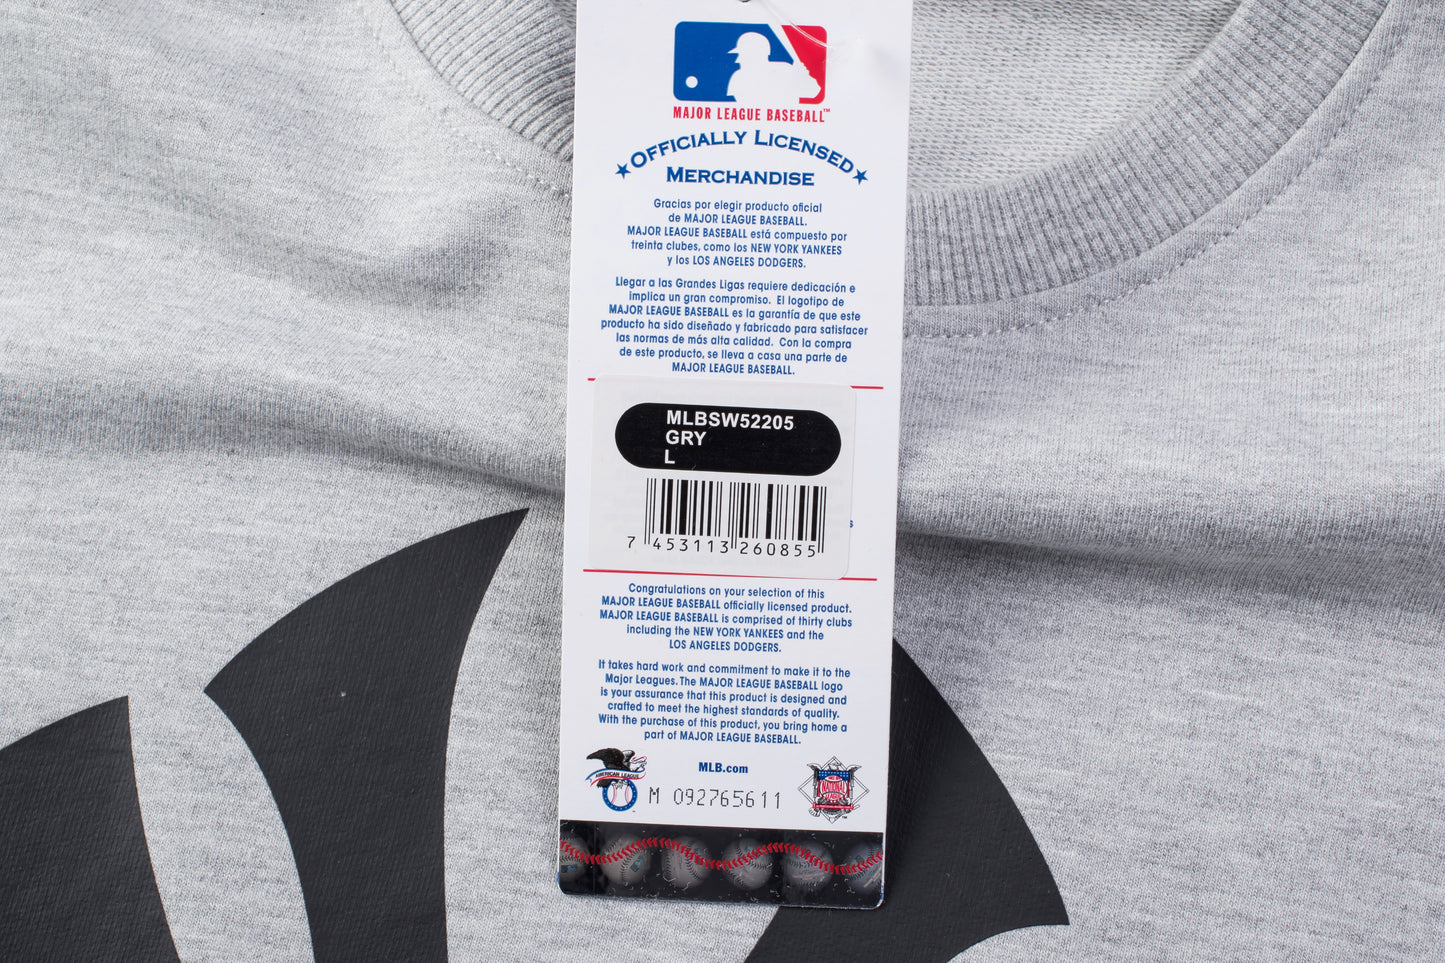 MAJOR LEAGUE BASEBALL™
★OFFICIALLY LICENSED★
MERCHANDISE
Gracias por elegir producto oficial
de MAJOR LEAGUE BASEBALL.
MAJOR LEAGUE BASEBALL está compuesto por
treinta clubes, como los NEW YORK YANKEES
y los LOS ANGELES DODGERS.
Llegar a las Grandes Ligas requiere dedicación e
implica un gran compromiso. El logotipo de
MAJOR LEAGUE BASEBALL es la garantía de que este
producto ha sido diseñado y fabricado para satisfacer
las normas de más alta calidad. Con la compra
de este producto, se lleva a casa una parte de
MAJOR LEAGUE BASEBALL.
MLBSW52205
GRY
L
7 453113 260855
Congratulations on your selection of this
MAJOR LEAGUE BASEBALL officially licensed product.
MAJOR LEAGUE BASEBALL is comprised of thirty clubs
including the NEW YORK YANKEES and the
LOS ANGELES DODGERS.
It takes hard work and commitment to make it to the
Major Leagues. The MAJOR LEAGUE BASEBALL logo
is your assurance that this product is designed and
crafted to meet the highest standards of quality.
With the purchase of this product, you bring home a
part of MAJOR LEAGUE BASEBALL.
MLB.com
AMERICAN LEAGUE
NATIONAL
LEAGUE
M 092765611